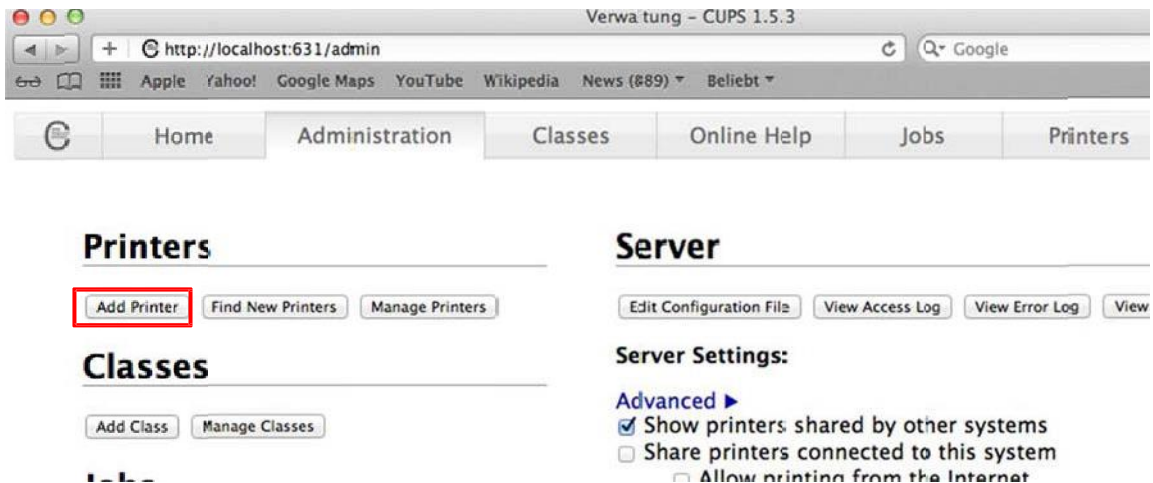 Verwa tung – CUPS 1.5.3
http://localhost:631/admin
Google
Apple Yahoo! Google Maps YouTube Wikipedia News (889) Beliebt
Home Administration Classes Online Help Jobs Printers
Printers
Add Printer Find New Printers Manage Printers
Classes
Add Class Manage Classes
Server
Edit Configuration File View Access Log View Error Log View
Server Settings:
Advanced ▶
Show printers shared by other systems
Share printers connected to this system
Allow printing from the Internet